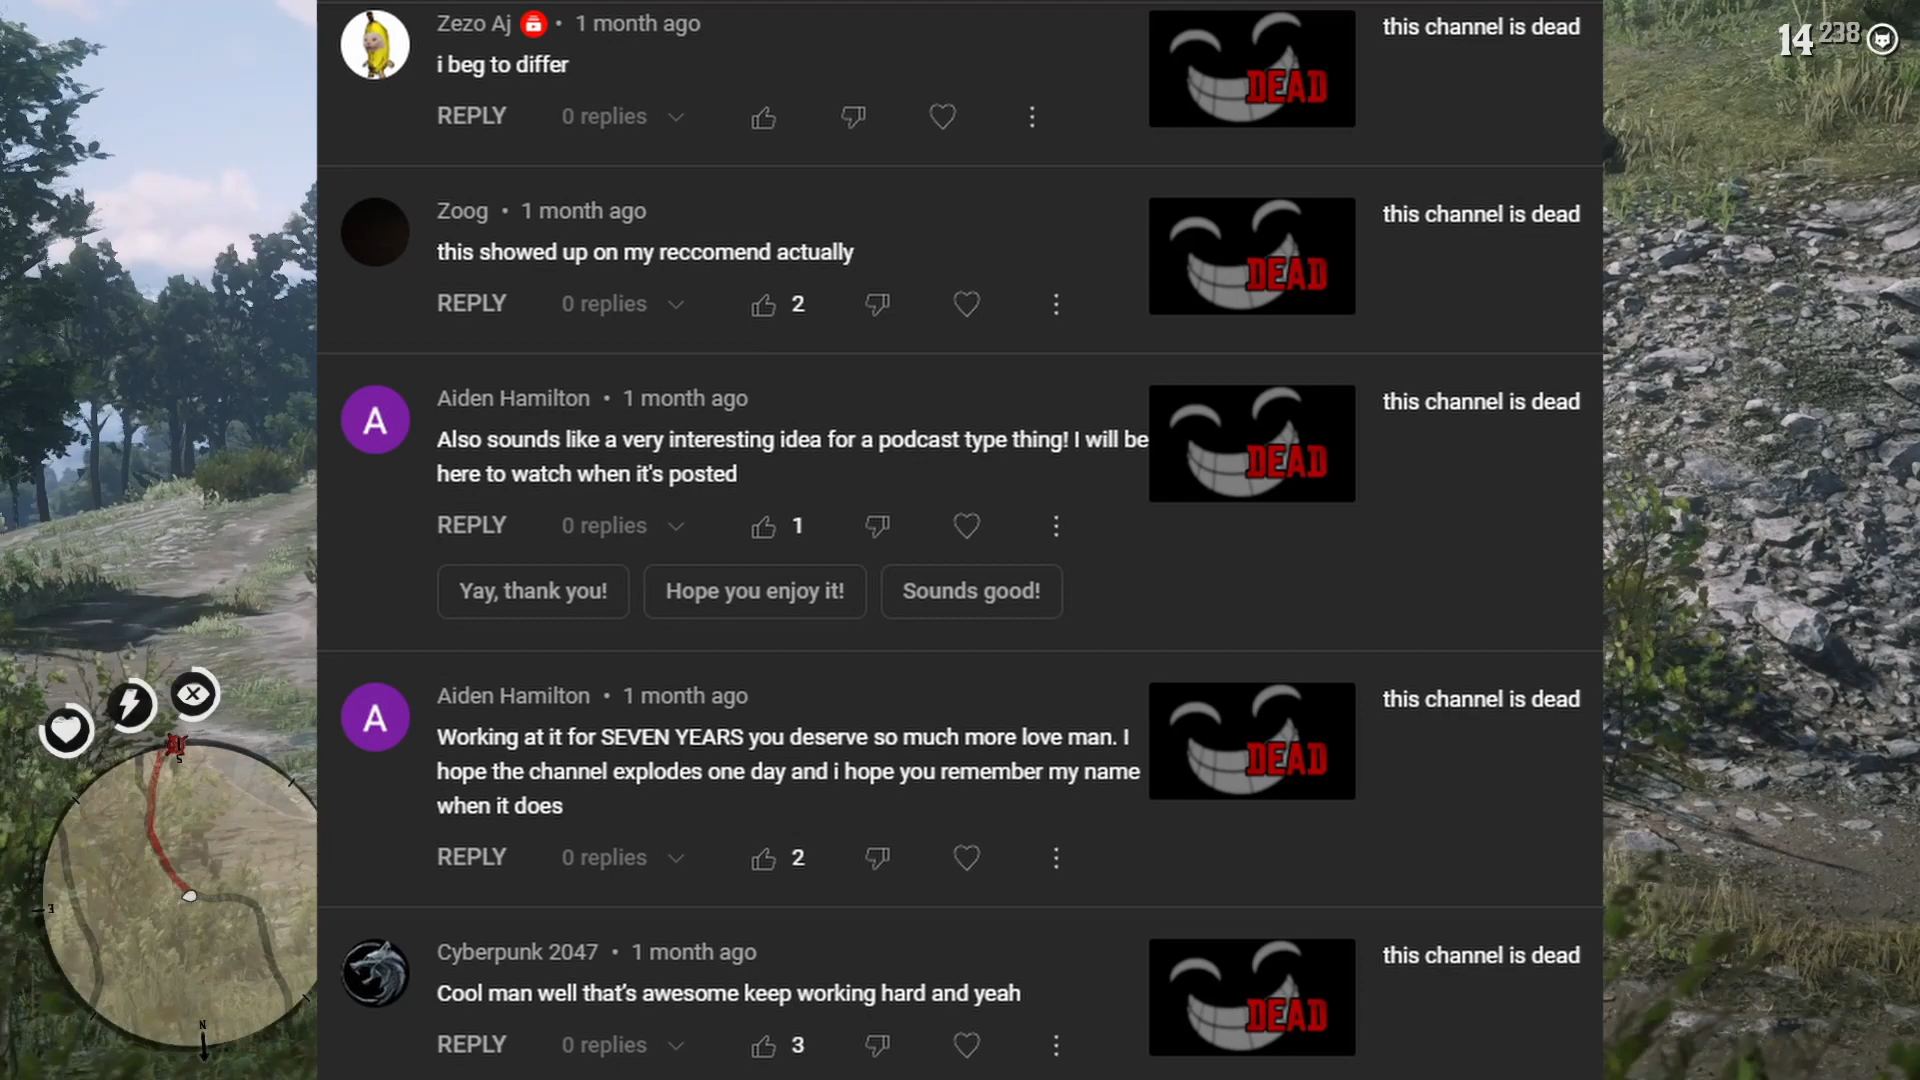 Zezo Aj • 1 month ago
i beg to differ
REPLY 0 replies
DEAD
this channel is dead
14 238
Zoog • 1 month ago
this showed up on my reccomend actually
REPLY 0 replies 2
DEAD
this channel is dead
A
Aiden Hamilton • 1 month ago
Also sounds like a very interesting idea for a podcast type thing! I will be
here to watch when it's posted
REPLY 0 replies 1
Yay, thank you! Hope you enjoy it! Sounds good!
DEAD
this channel is dead
A
Aiden Hamilton • 1 month ago
Working at it for SEVEN YEARS you deserve so much more love man. I
hope the channel explodes one day and i hope you remember my name
when it does
REPLY 0 replies 2
DEAD
this channel is dead
S
E
N
Cyberpunk 2047 • 1 month ago
Cool man well that's awesome keep working hard and yeah
REPLY 0 replies 3
DEAD
this channel is dead